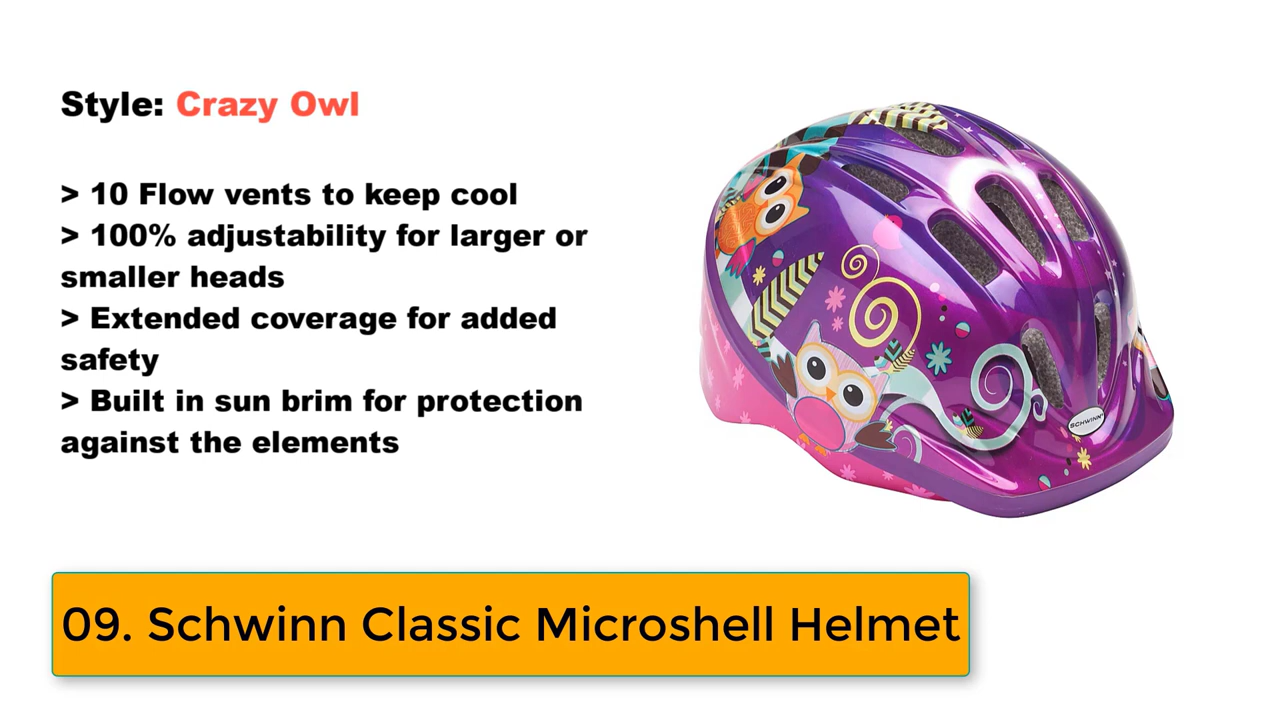 Style: Crazy Owl
> 10 Flow vents to keep cool
> 100% adjustability for larger or
smaller heads
> Extended coverage for added
safety
> Built in sun brim for protection
against the elements
SCHWINN
09. Schwinn Classic Microshell Helmet